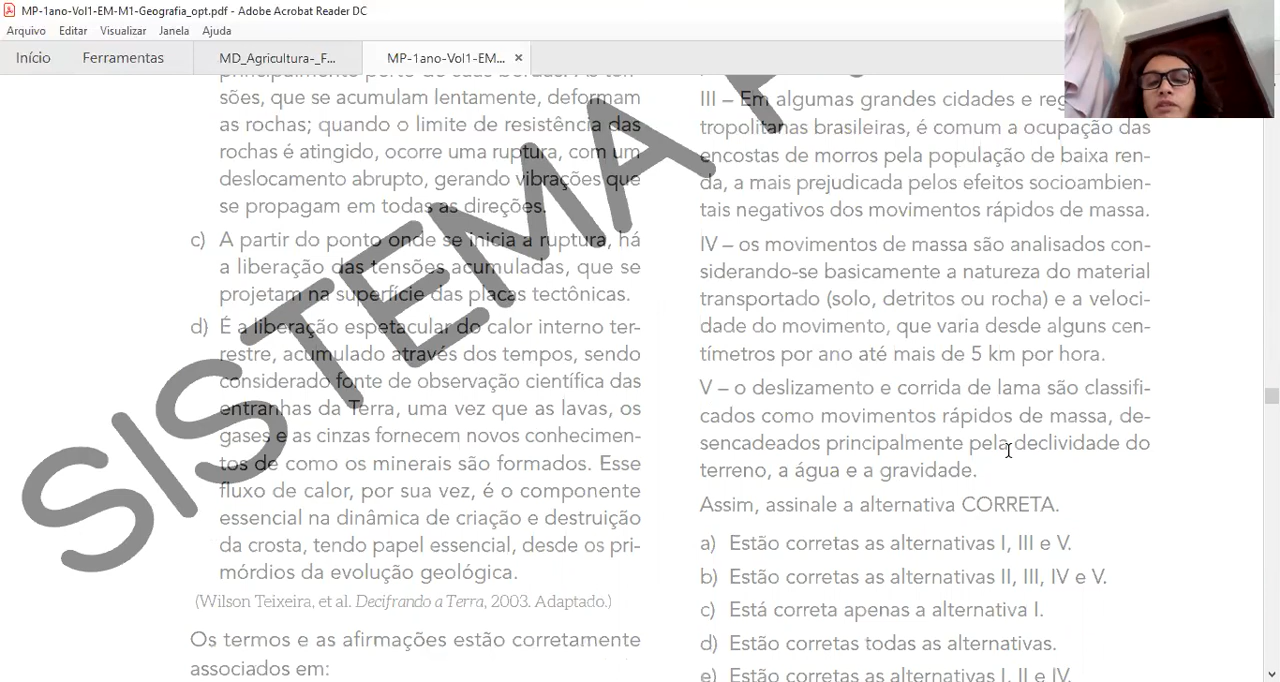 MP-1ano-Vol1-EM-M1-Geografia_opt.pdf - Adobe Acrobat Reader DC
Arquivo Editar Visualizar Janela Ajuda
Início Ferramentas MD_Agricultura-_F... MP-1ano-Vol1-EM... ×
principalmente perto de suas bordas. As ten-
sões, que se acumulam lentamente, deformam
as rochas; quando o limite de resistência das
rochas é atingido, ocorre uma ruptura, com um
deslocamento abrupto, gerando vibrações que
se propagam em todas as direções.
c) A partir do ponto onde se inicia a ruptura, há
a liberação das tensões acumuladas, que se
projetam na superfície das placas tectônicas.
d) É a liberação espetacular do calor interno ter-
restre, acumulado através dos tempos, sendo
considerado fonte de observação científica das
entranhas da Terra, uma vez que as lavas, os
gases e as cinzas fornecem novos conhecimen-
tos de como os minerais são formados. Esse
fluxo de calor, por sua vez, é o componente
essencial na dinâmica de criação e destruição
da crosta, tendo papel essencial, desde os pri-
mórdios da evolução geológica.
(Wilson Teixeira, et al. Decifrando a Terra, 2003. Adaptado.)
Os termos e as afirmações estão corretamente
associados em:
III – Em algumas grandes cidades e
tropolitanas brasileiras, é comum a ocupação das
encostas de morros pela população de baixa ren-
da, a mais prejudicada pelos efeitos socioambien-
tais negativos dos movimentos rápidos de massa.
IV – os movimentos de massa são analisados con-
siderando-se basicamente a natureza do material
transportado (solo, detritos ou rocha) e a veloci-
dade do movimento, que varia desde alguns cen-
tímetros por ano até mais de 5 km por hora.
V – o deslizamento e corrida de lama são classifi-
cados como movimentos rápidos de massa, de-
sencadeados principalmente pela declividade do
terreno, a água e a gravidade.
Assim, assinale a alternativa CORRETA.
a) Estão corretas as alternativas I, III e V.
b) Estão corretas as alternativas II, III, IV e V.
c) Está correta apenas a alternativa I.
d) Estão corretas todas as alternativas.
e) Estão corretas as alternativas I, II e IV.
SISTEMA